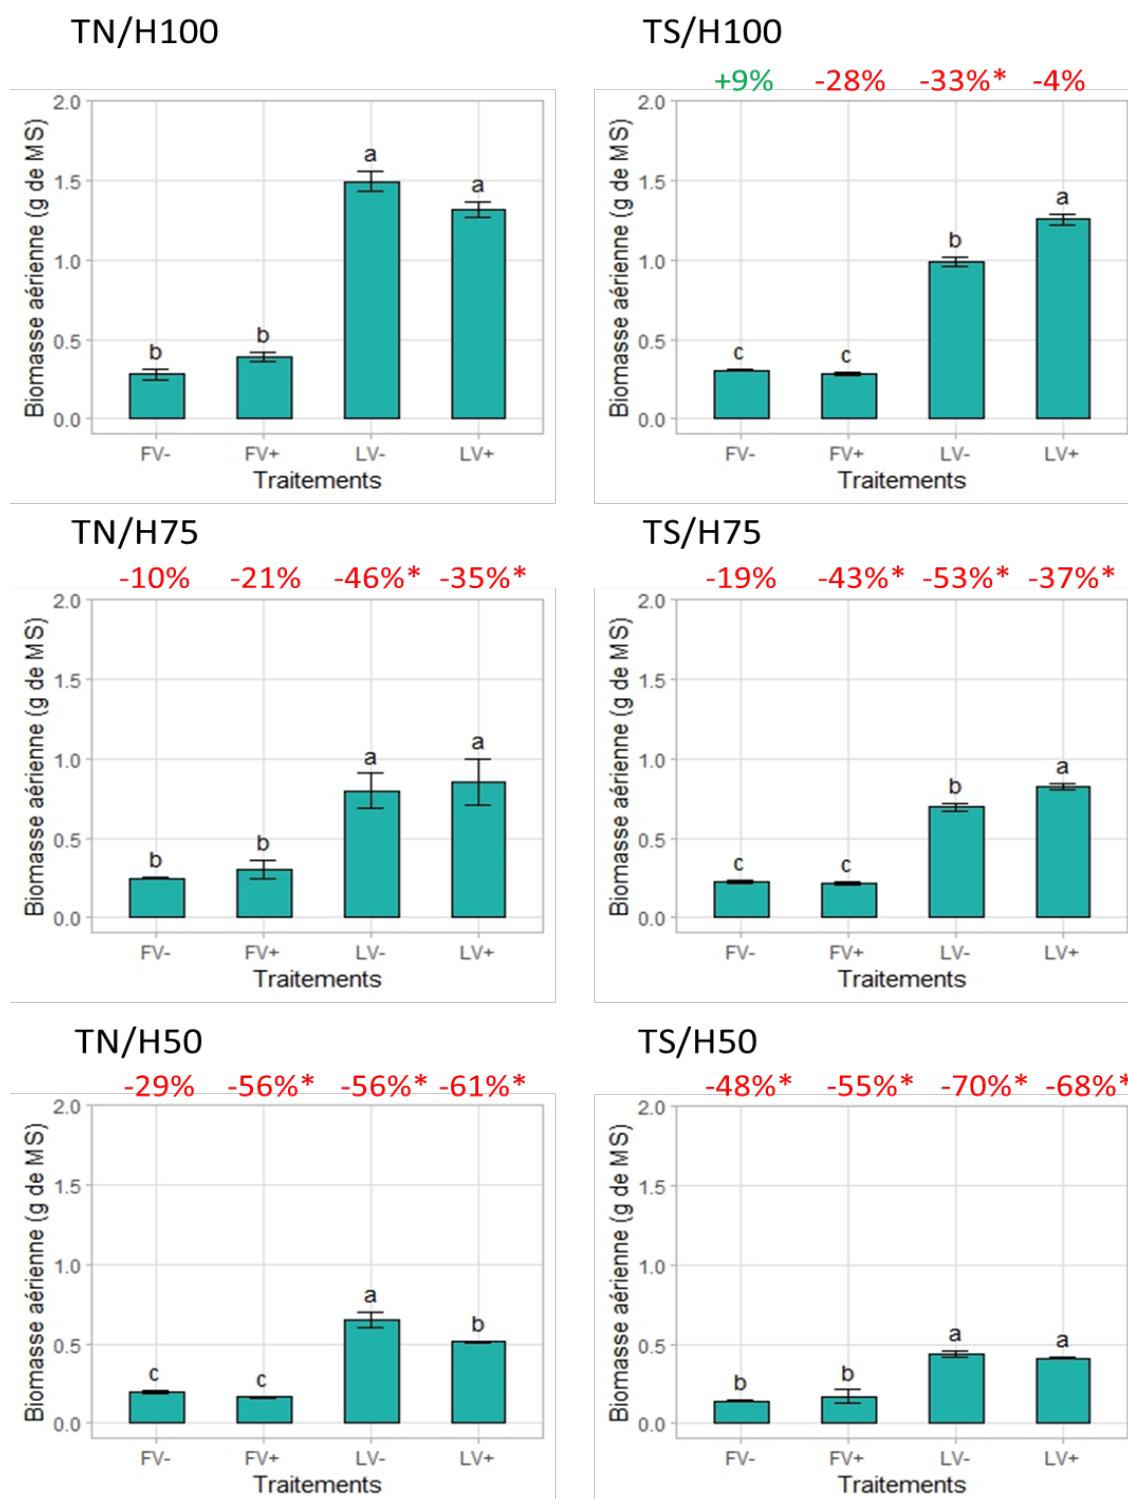 TN/H100
2.0
1.5
1.0
0.5
0.0
Biomasse aérienne (g de MS)
b
b
a
a
FV-
FV+
LV-
LV+
Traitements
TS/H100
+9% -28% -33%* -4%
2.0
1.5
1.0
0.5
0.0
Biomasse aérienne (g de MS)
c
c
b
a
FV-
FV+
LV-
LV+
Traitements
TN/H75
-10% -21% -46%* -35%*
2.0
1.5
1.0
0.5
0.0
Biomasse aérienne (g de MS)
b
b
a
a
FV-
FV+
LV-
LV+
Traitements
TS/H75
-19% -43%* -53%* -37%*
2.0
1.5
1.0
0.5
0.0
Biomasse aérienne (g de MS)
c
c
b
a
FV-
FV+
LV-
LV+
Traitements
TN/H50
-29% -56%* -56%* -61%*
2.0
1.5
1.0
0.5
0.0
Biomasse aérienne (g de MS)
c
c
a
b
FV-
FV+
LV-
LV+
Traitements
TS/H50
-48%* -55%* -70%* -68%*
2.0
1.5
1.0
0.5
0.0
Biomasse aérienne (g de MS)
b
b
a
a
FV-
FV+
LV-
LV+
Traitements